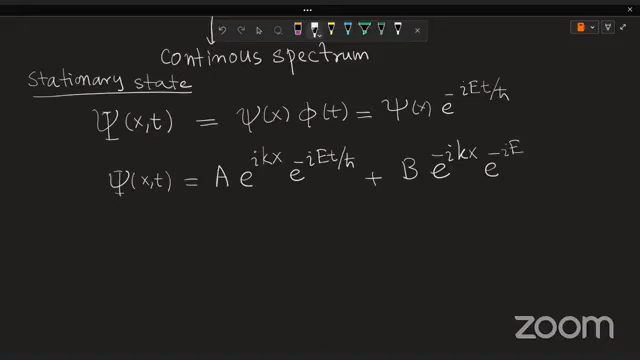 Continous spectrum
Stationary state
Ψ(x,t) = ψ(x) ϕ(t) = ψ(x) e^{-iEt/ħ}
Ψ(x,t) = A e^{ikx} e^{-iEt/ħ} + B e^{-ikx} e^{-iE}
zoom